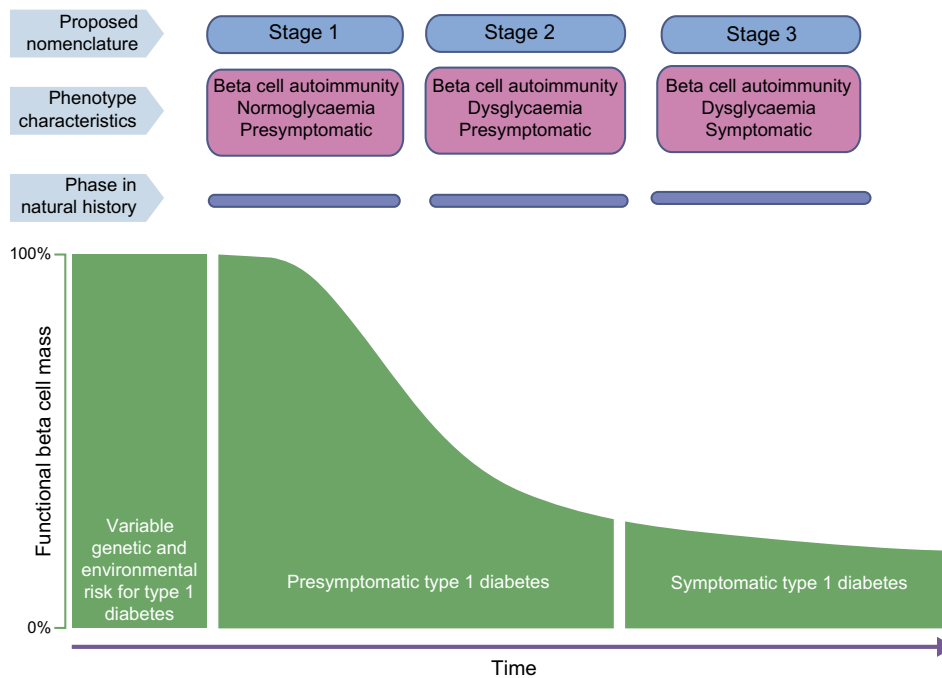 Proposed
nomenclature
Stage 1
Stage 2
Stage 3
Phenotype
characteristics
Beta cell autoimmunity
Normoglycaemia
Presymptomatic
Beta cell autoimmunity
Dysglycaemia
Presymptomatic
Beta cell autoimmunity
Dysglycaemia
Symptomatic
Phase in
natural history
100%
Functional beta cell mass
0%
Variable
genetic and
environmental
risk for type 1
diabetes
Presymptomatic type 1 diabetes
Symptomatic type 1 diabetes
Time